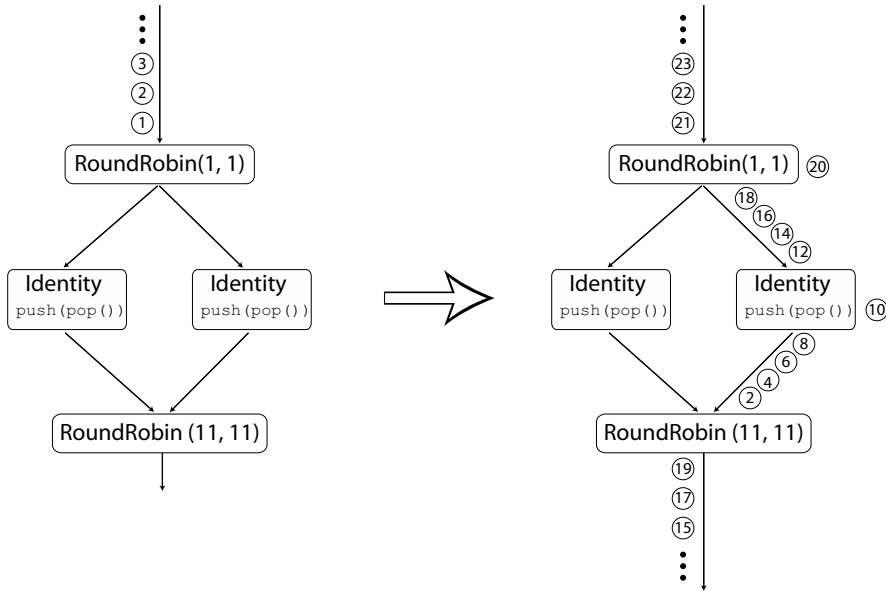 3
2
1
RoundRobin(1, 1)
Identity
push(pop())
Identity
push(pop())
RoundRobin (11, 11)
23
22
21
RoundRobin(1, 1)
20
18
16
14
12
Identity
push(pop())
Identity
push(pop())
10
8
6
4
2
RoundRobin (11, 11)
19
17
15